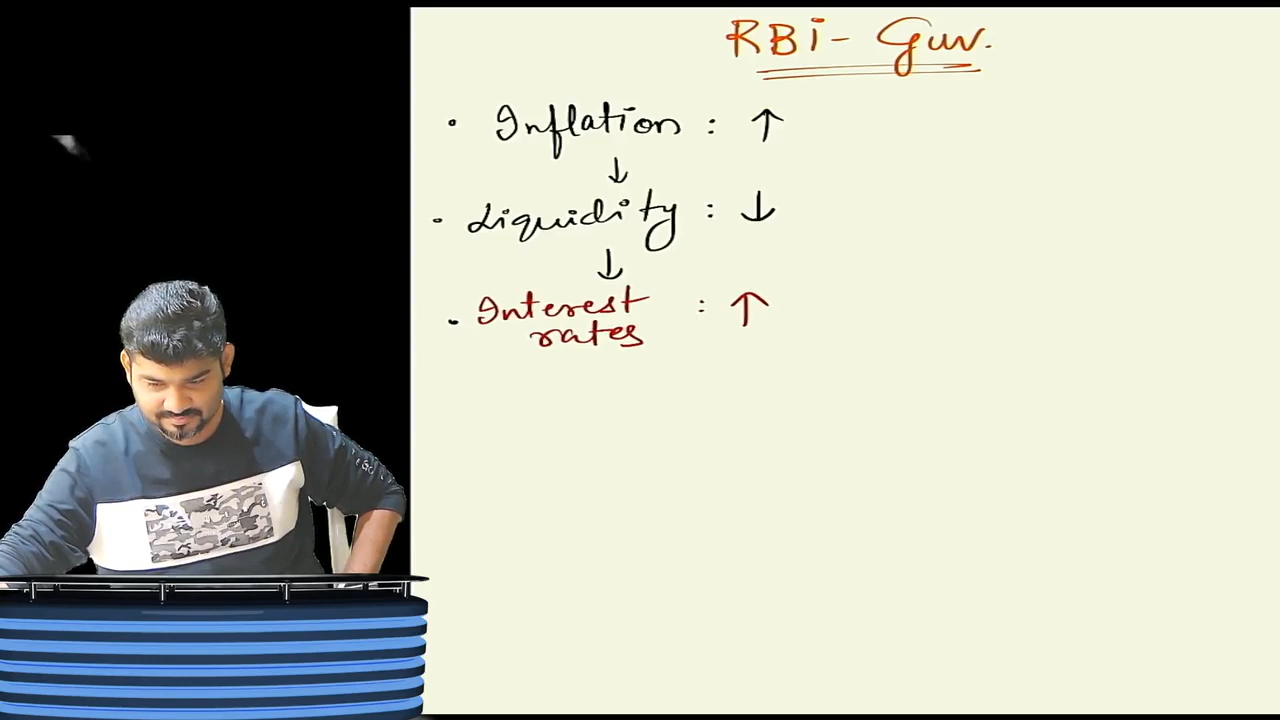 RBI - Guv.
• Inflation : ↑
↓
• Liquidity : ↓
↓
• Interest rates : ↑